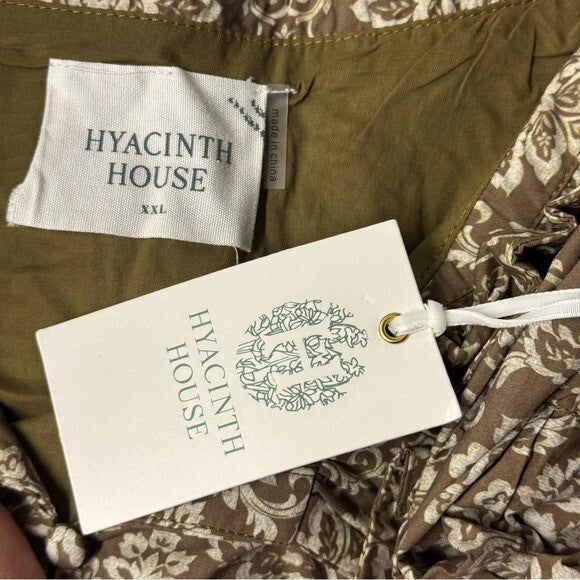 HYACINTH
HOUSE
XXL
made in china
HYACINTH
HOUSE